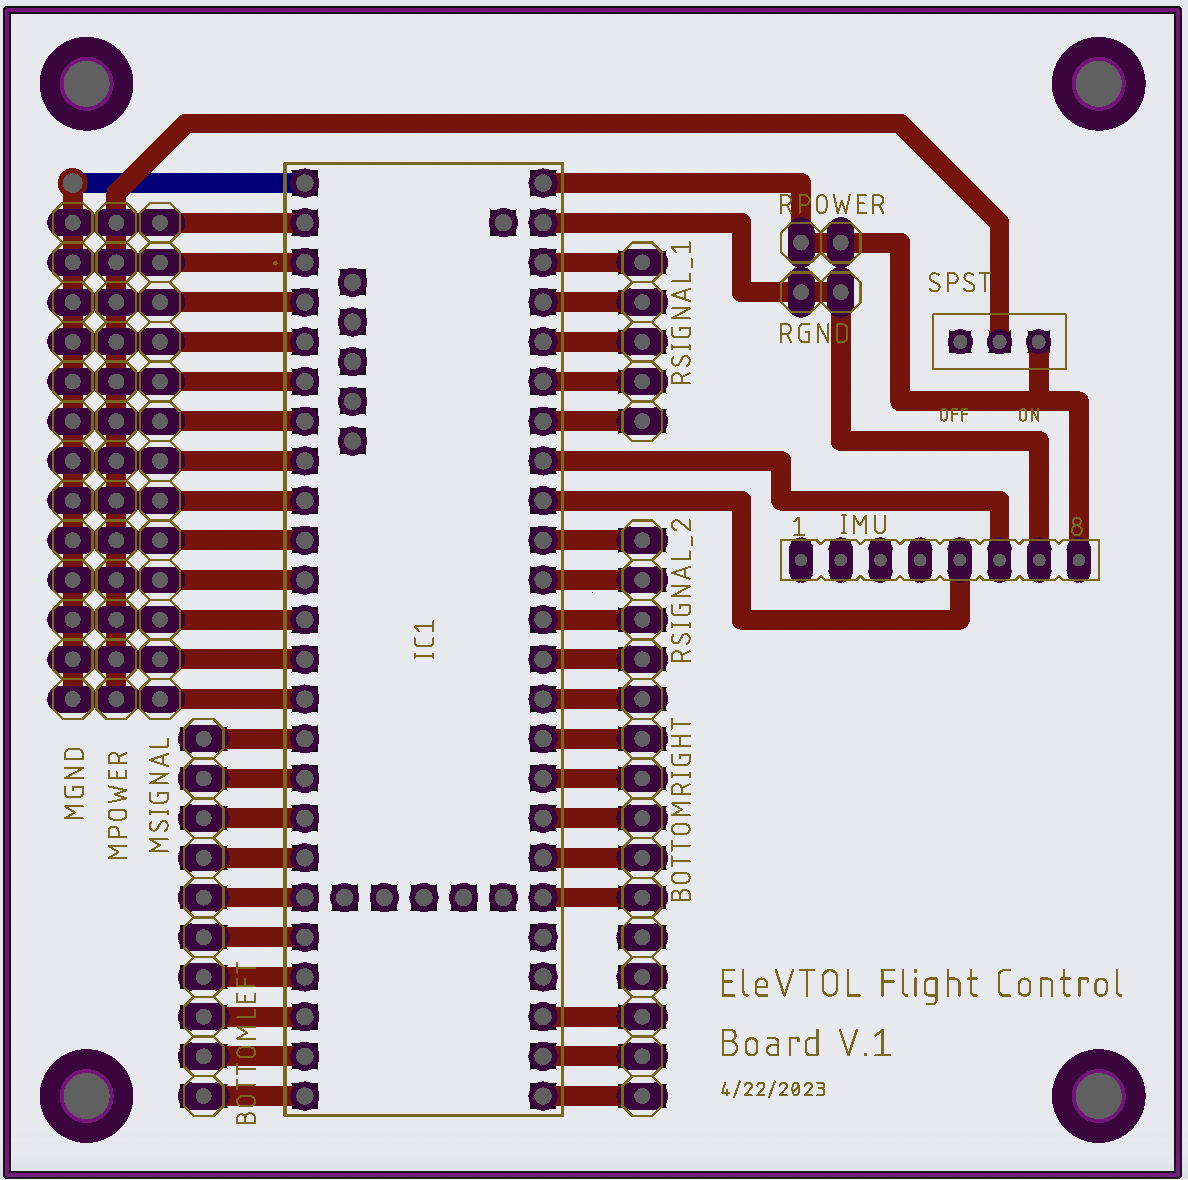 RPOWER
RSIGNAL_1
SPST
RGND
OFF
ON
1
IMU
8
RSIGNAL_2
IC1
MGND
MPOWER
MSIGNAL
BOTTOMRIGHT
BOTTOMLEFT
EleVTOL Flight Control
Board V.1
4/22/2023